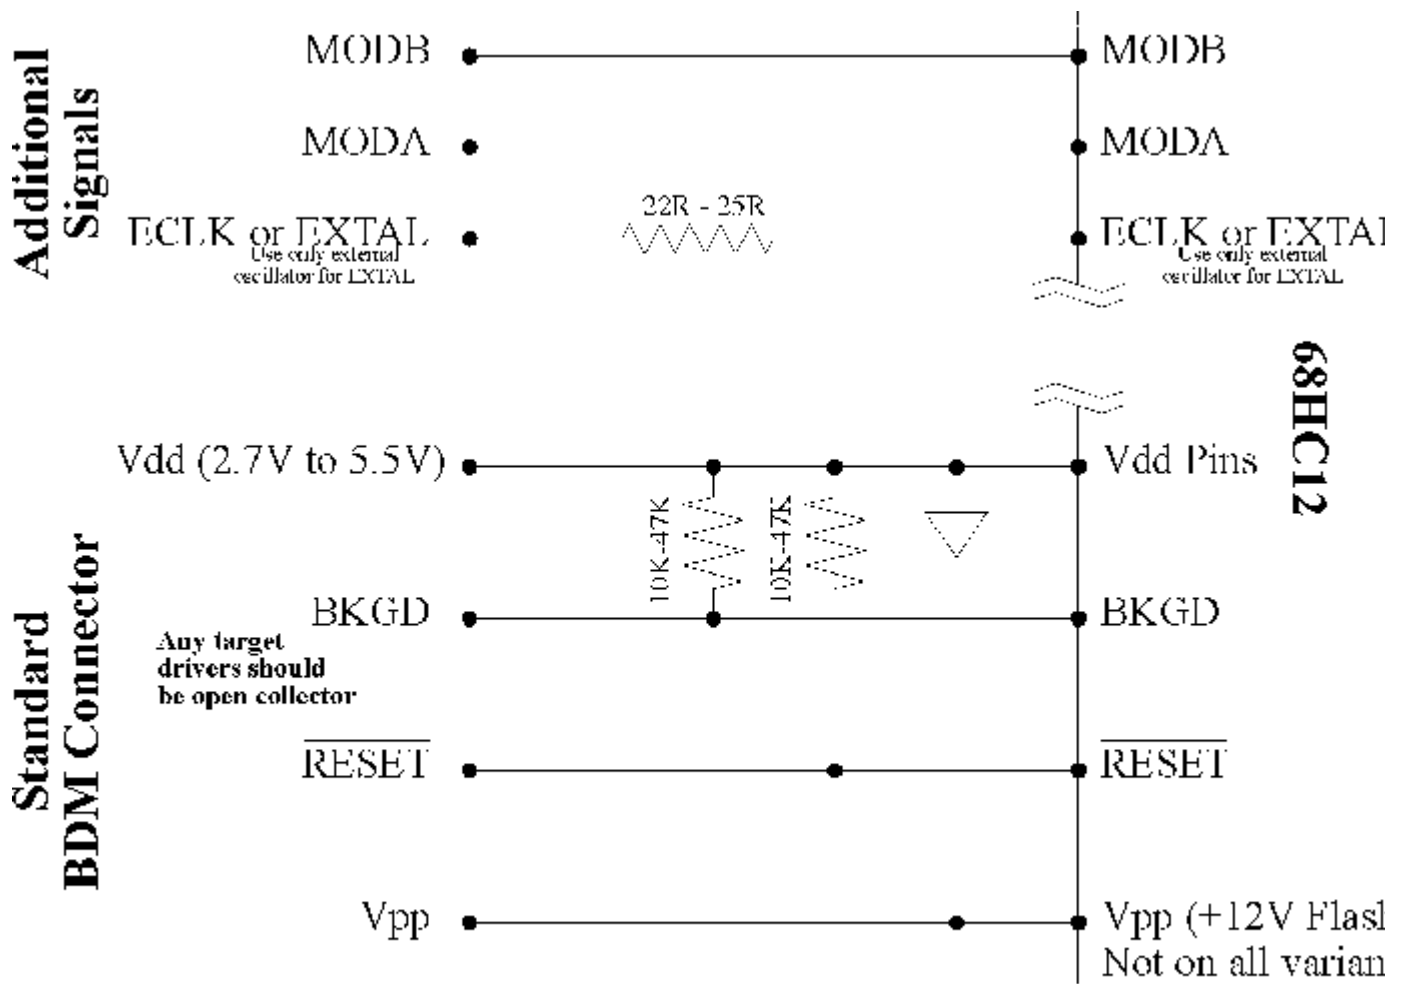 Additional
Signals
MODB
MODB
MODA
MODA
22R - 25R
ECLK or EXTAL
Use only external
oscillator for EXTAL
ECLK or EXTAL
Use only external
oscillator for EXTAL
68HC12
Vdd (2.7V to 5.5V)
Vdd Pins
10K-47K
10K-47K
Standard
BDM Connector
BKGD
BKGD
Any target
drivers should
be open collector
RESET
RESET
Vpp
Vpp (+12V Flash
Not on all varian